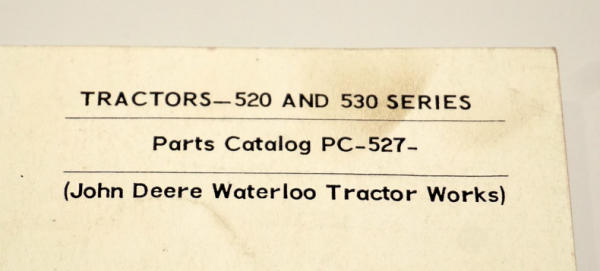 TRACTORS—520 AND 530 SERIES
Parts Catalog PC-527-
(John Deere Waterloo Tractor Works)